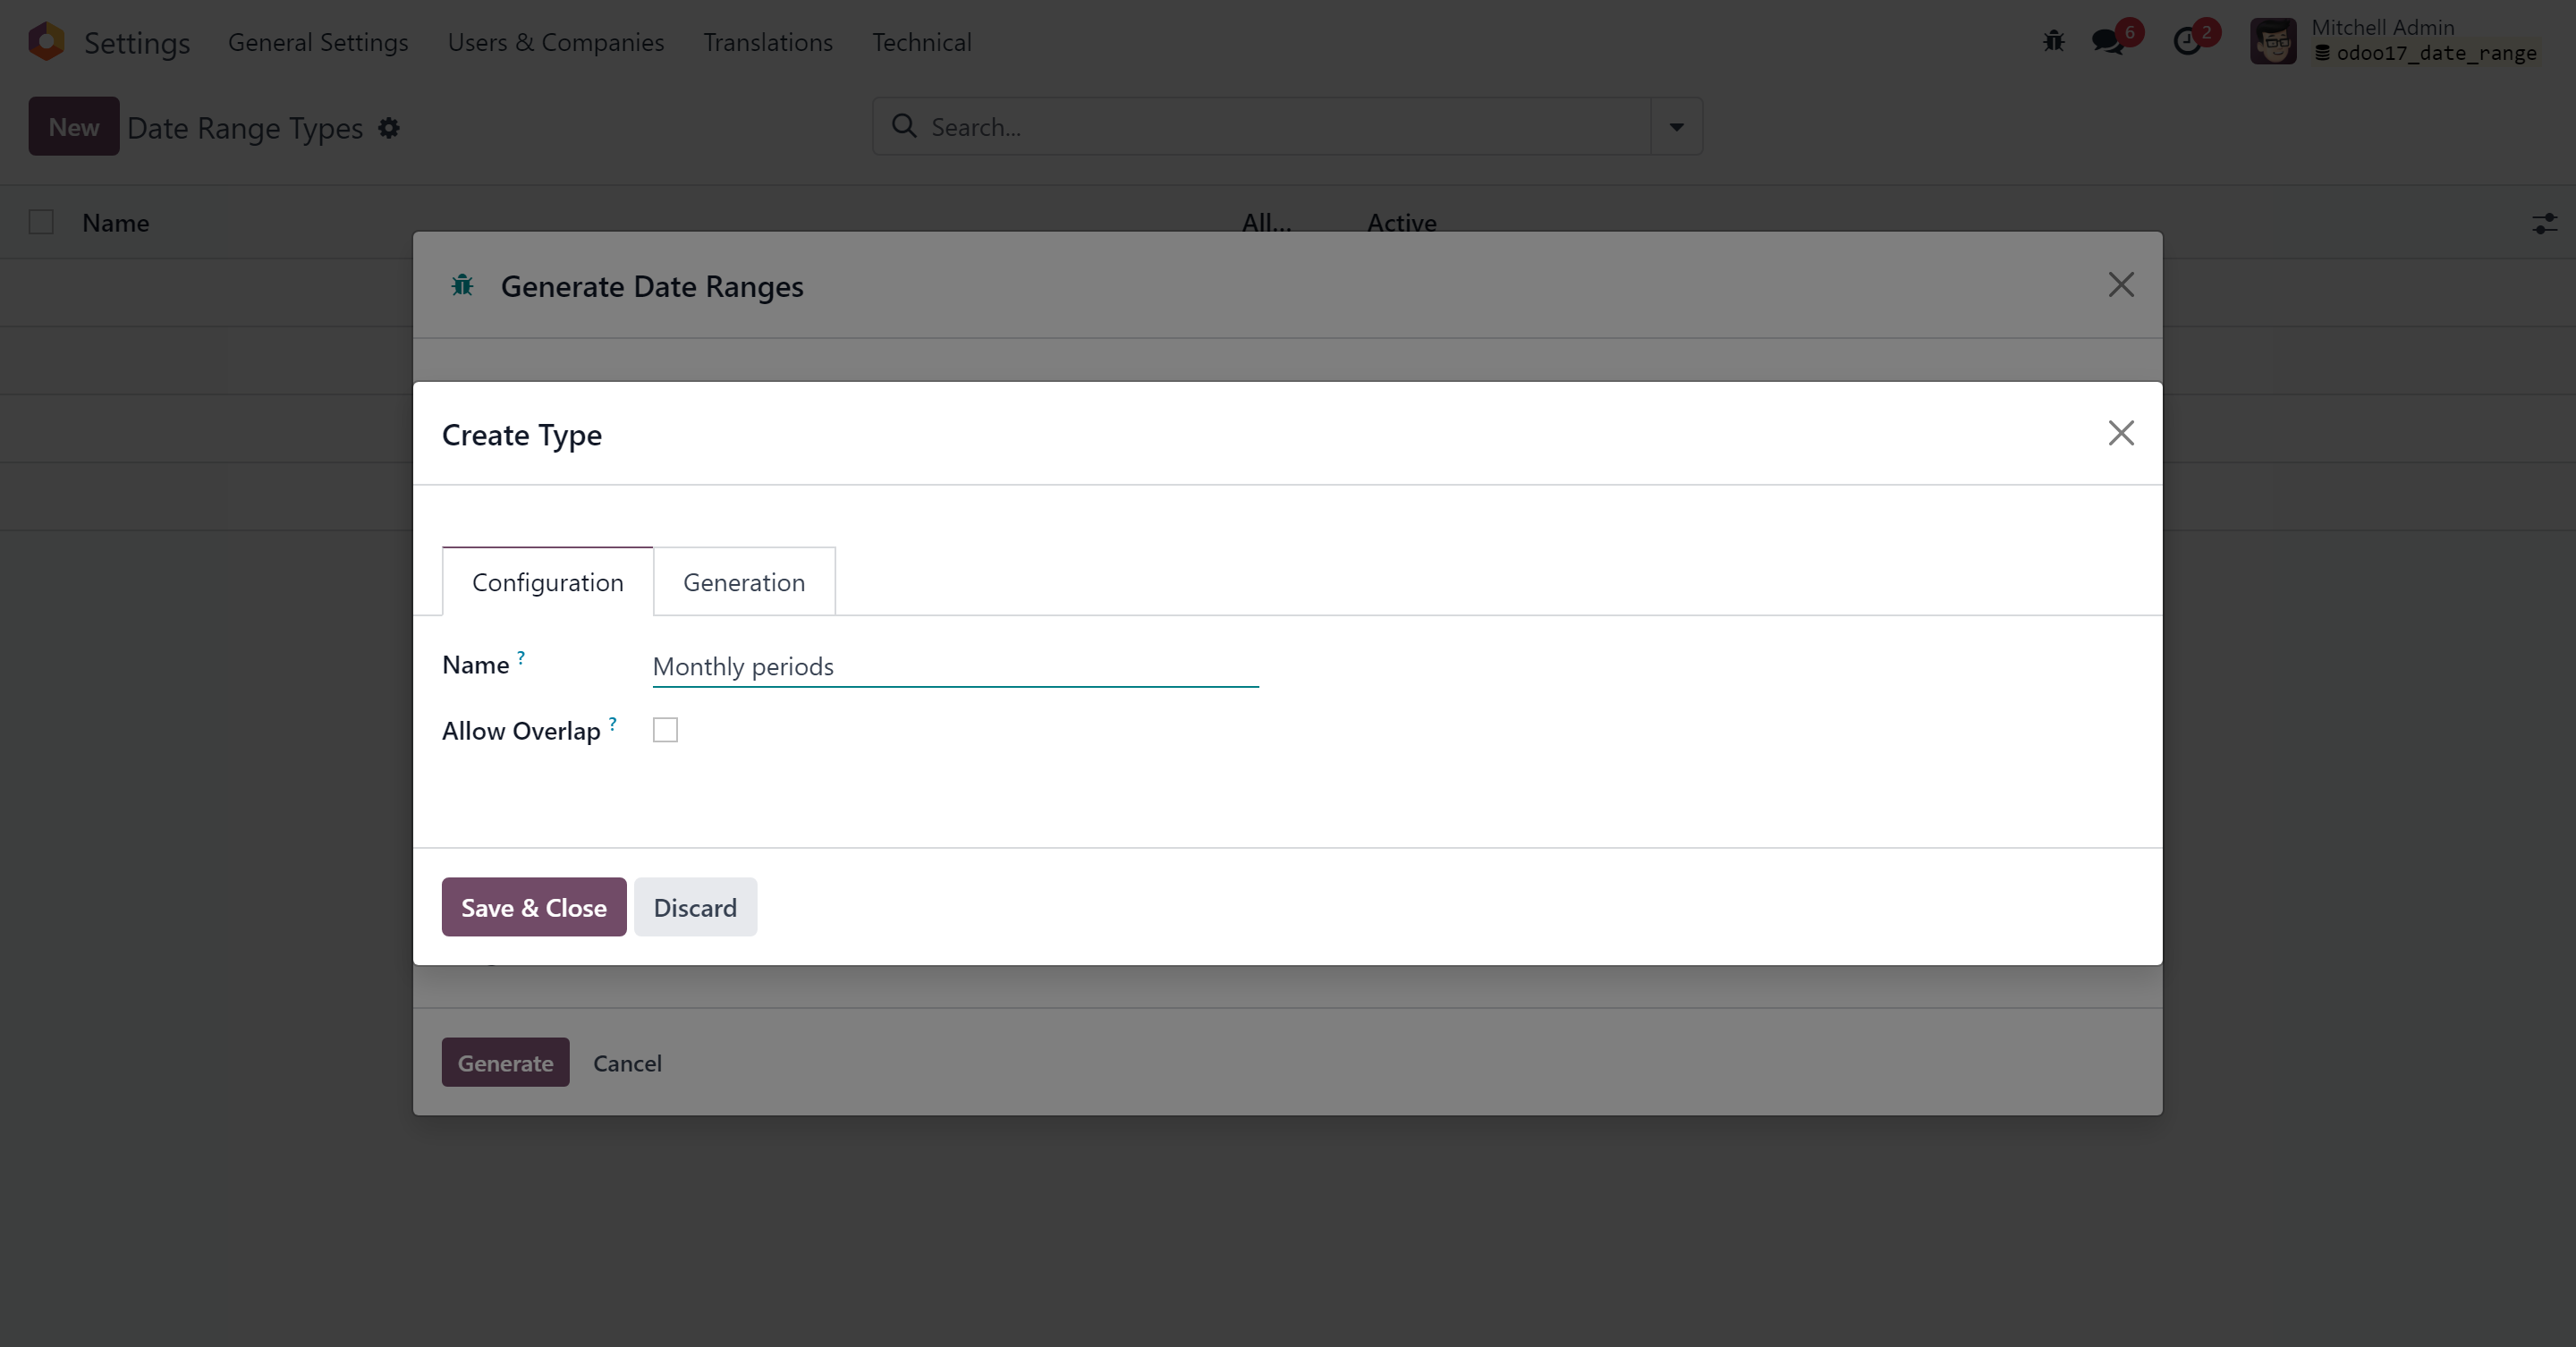 Settings General Settings Users & Companies Translations Technical 6 2 Mitchell Admin
odoo17_date_range
New Date Range Types Search...
Name All... Active
Generate Date Ranges
Create Type
Configuration Generation
Name ? Monthly periods
Allow Overlap ?
Save & Close Discard
Generate Cancel